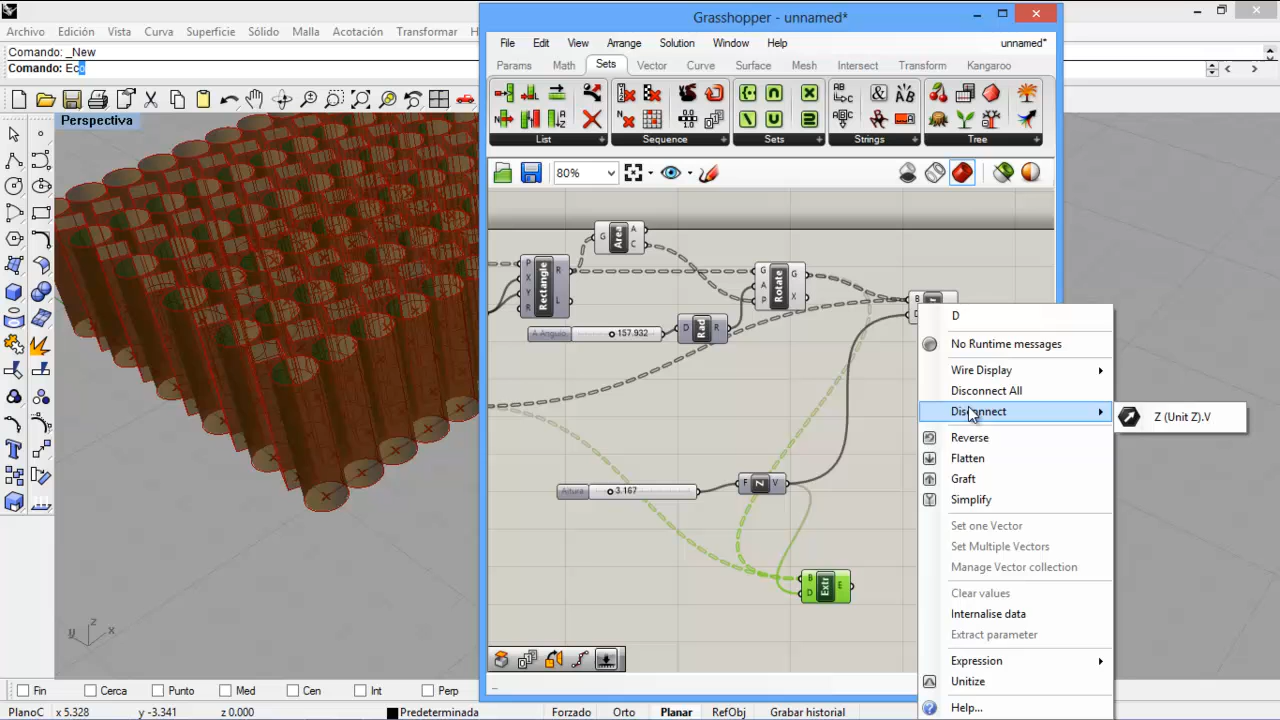 Grasshopper - unnamed*
Archivo Edición Vista Curva Superficie Sólido Malla Acotación Transformar
Comando: _New
Comando: Eco
File Edit View Arrange Solution Window Help unnamed*
Params Math Sets Vector Curve Surface Mesh Intersect Transform Kangaroo
List Sequence Sets Strings Tree
80%
Perspectiva
Area G A C
Rectangle P X Y R R L
Rotate G A P G X
A Angulo 157.932
Rad D R
B
D
No Runtime messages
Wire Display
Disconnect All
Disconnect
Z (Unit Z).V
Reverse
Flatten
Graft
Simplify
Set one Vector
Set Multiple Vectors
Manage Vector collection
Clear values
Internalise data
Extract parameter
Expression
Unitize
Help...
Altura 3.167
F Z V
B D Extr E
z y x
Fin Cerca Punto Med Cen Int Perp
PlanoC x 5.328 y -3.341 z 0.000 Predeterminada Forzado Orto Planar RefObj Grabar historial